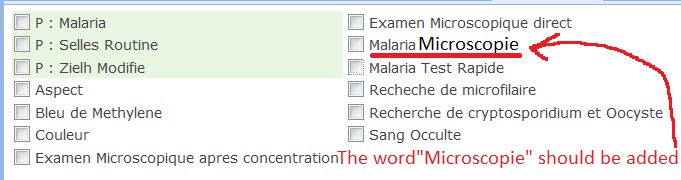 P : Malaria
P : Selles Routine
P : Zielh Modifie
Aspect
Bleu de Methylene
Couleur
Examen Microscopique apres concentration
Examen Microscopique direct
Malaria Microscopie
Malaria Test Rapide
Recheche de microfilaire
Recherche de cryptosporidium et Oocyste
Sang Occulte
The word"Microscopie" should be added